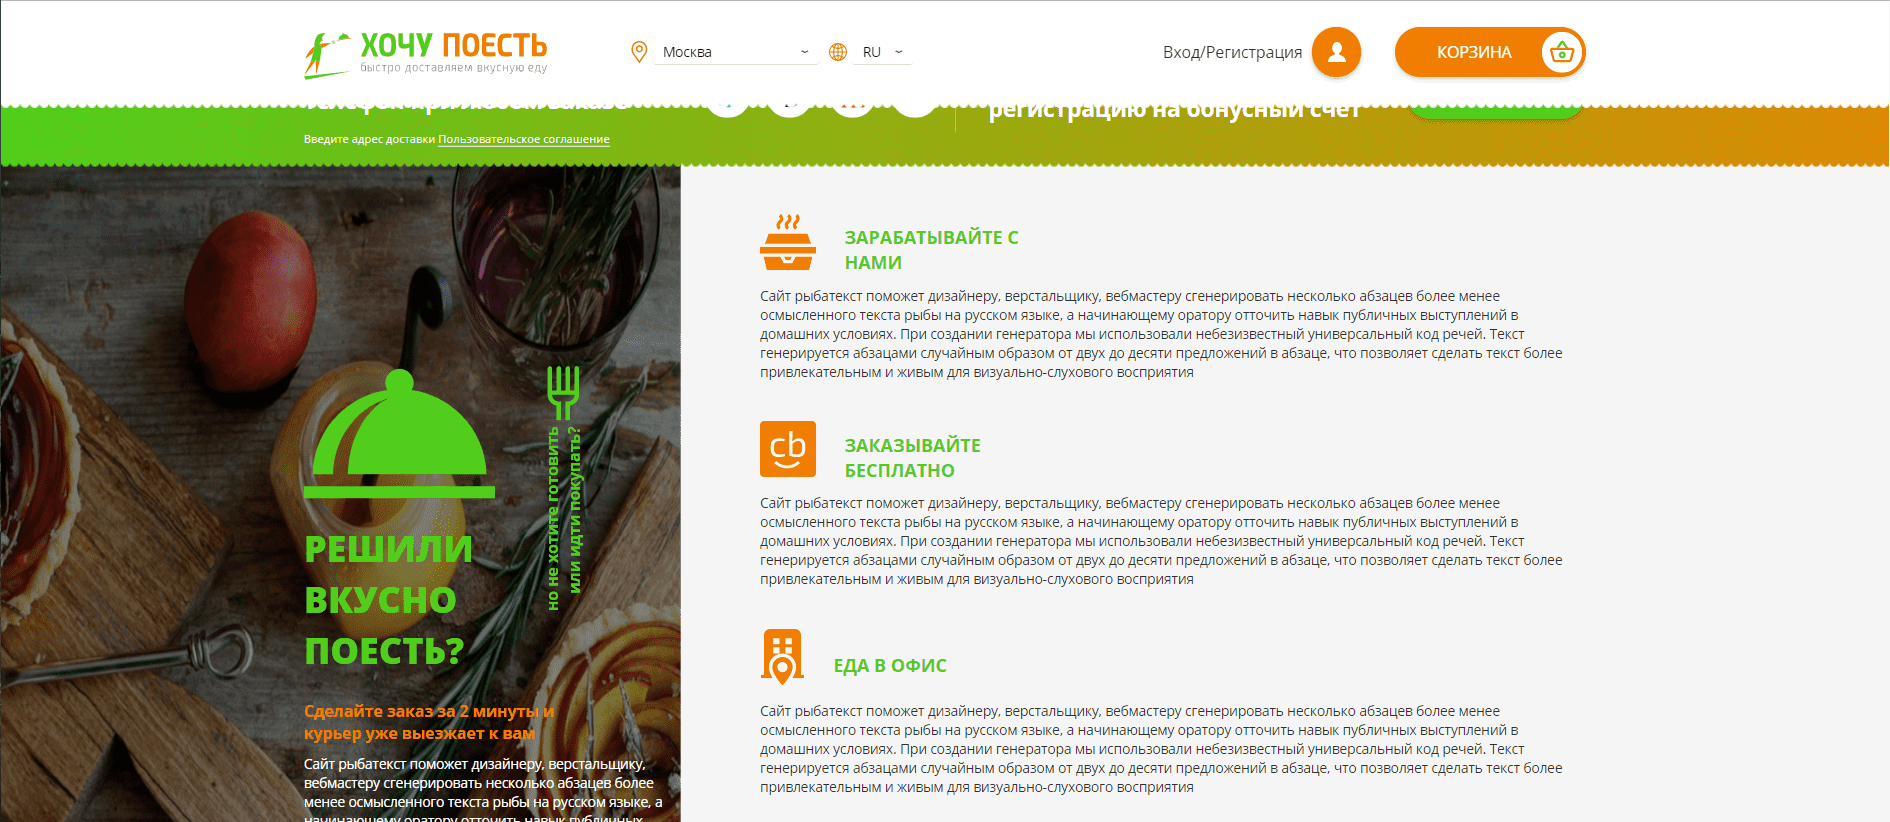 ХОЧУ ПОЕСТЬ
быстро доставляем вкусную еду
Москва
RU
Вход/Регистрация
КОРЗИНА
регистрацию на бонусный счет
Введите адрес доставки Пользовательское соглашение
но не хотите готовить
или идти покупать?
РЕШИЛИ
ВКУСНО
ПОЕСТЬ?
Сделайте заказ за 2 минуты и
курьер уже выезжает к вам
Сайт рыбатекст поможет дизайнеру, верстальщику,
вебмастеру сгенерировать несколько абзацев более
менее осмысленного текста рыбы на русском языке, а
начинающему оратору отточить навык публичных
ЗАРАБАТЫВАЙТЕ С
НАМИ
Сайт рыбатекст поможет дизайнеру, верстальщику, вебмастеру сгенерировать несколько абзацев более менее
осмысленного текста рыбы на русском языке, а начинающему оратору отточить навык публичных выступлений в
домашних условиях. При создании генератора мы использовали небезизвестный универсальный код речей. Текст
генерируется абзацами случайным образом от двух до десяти предложений в абзаце, что позволяет сделать текст более
привлекательным и живым для визуально-слухового восприятия
cb
ЗАКАЗЫВАЙТЕ
БЕСПЛАТНО
Сайт рыбатекст поможет дизайнеру, верстальщику, вебмастеру сгенерировать несколько абзацев более менее
осмысленного текста рыбы на русском языке, а начинающему оратору отточить навык публичных выступлений в
домашних условиях. При создании генератора мы использовали небезизвестный универсальный код речей. Текст
генерируется абзацами случайным образом от двух до десяти предложений в абзаце, что позволяет сделать текст более
привлекательным и живым для визуально-слухового восприятия
ЕДА В ОФИС
Сайт рыбатекст поможет дизайнеру, верстальщику, вебмастеру сгенерировать несколько абзацев более менее
осмысленного текста рыбы на русском языке, а начинающему оратору отточить навык публичных выступлений в
домашних условиях. При создании генератора мы использовали небезизвестный универсальный код речей. Текст
генерируется абзацами случайным образом от двух до десяти предложений в абзаце, что позволяет сделать текст более
привлекательным и живым для визуально-слухового восприятия